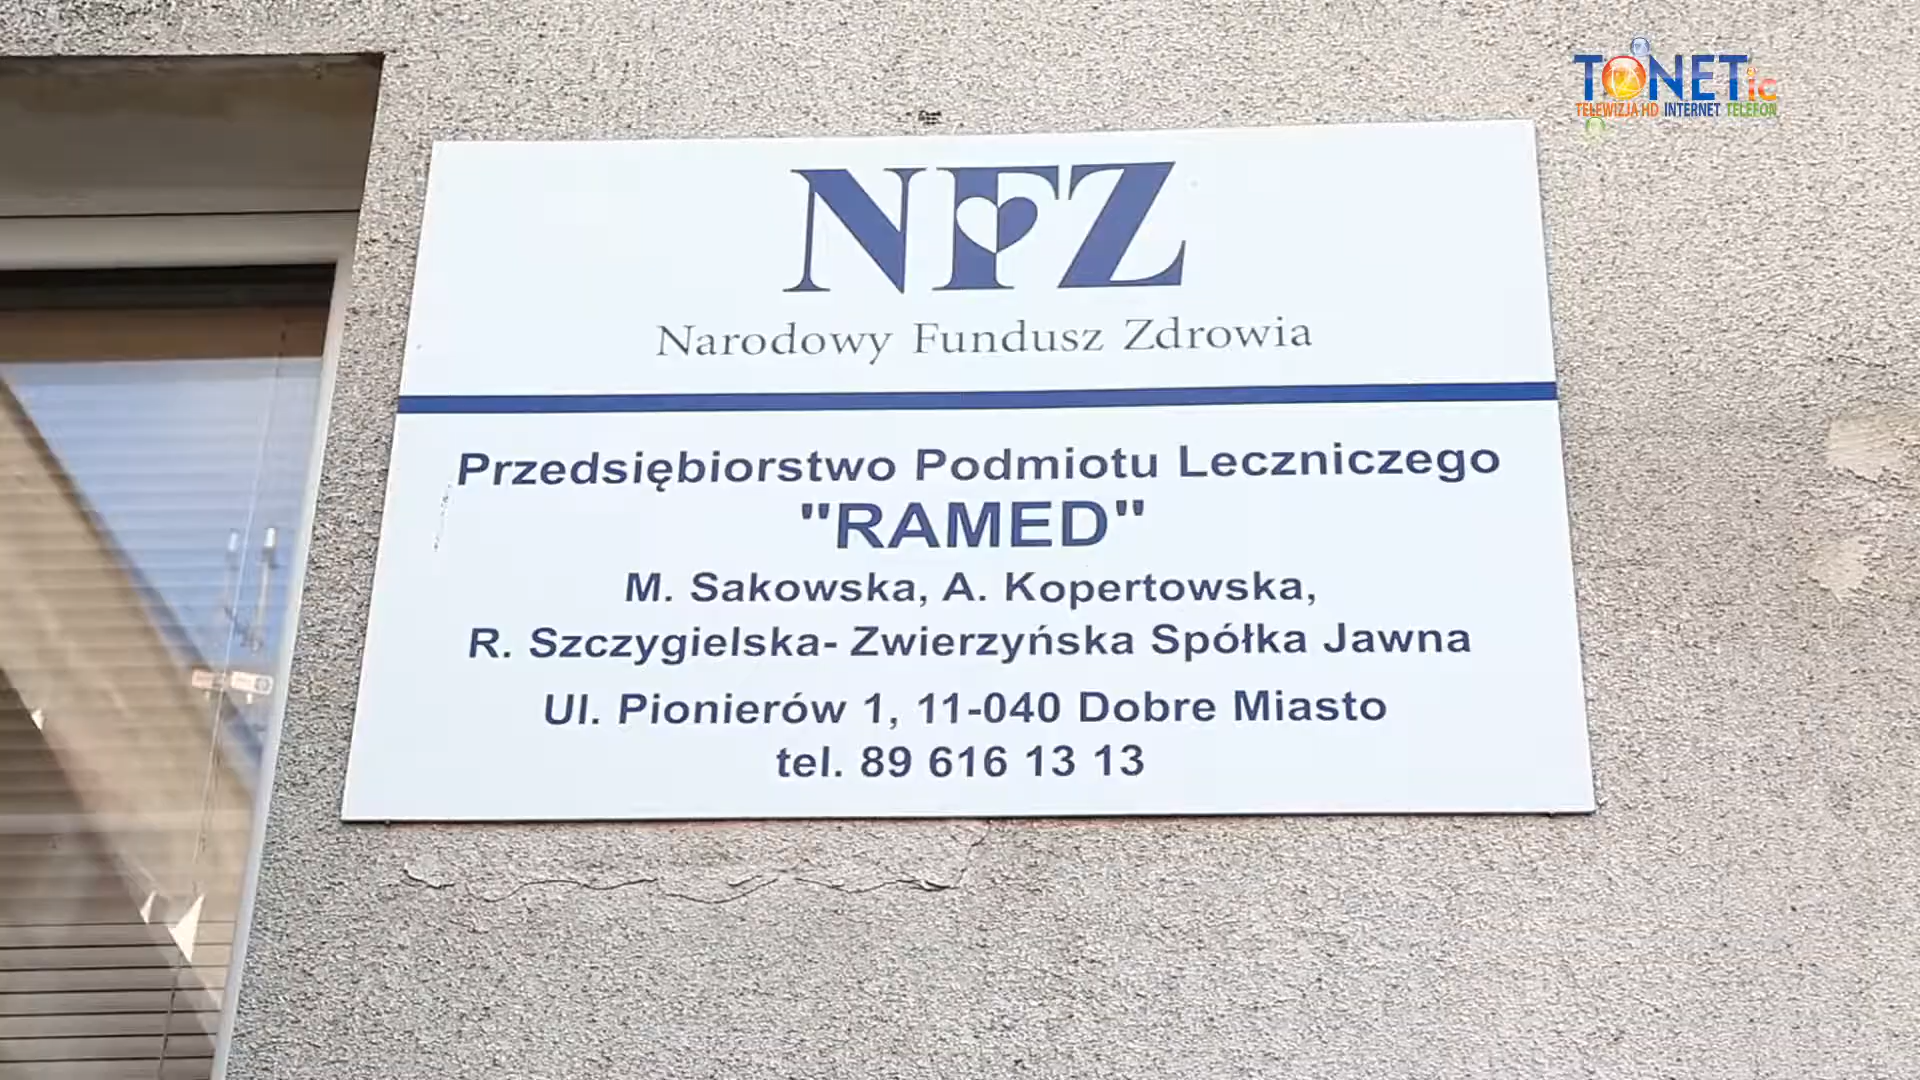 TONETic
TELEWIZJA HD INTERNET TELEFON
NFZ
Narodowy Fundusz Zdrowia
Przedsiębiorstwo Podmiotu Leczniczego
"RAMED"
M. Sakowska, A. Kopertowska,
R. Szczygielska- Zwierzyńska Spółka Jawna
Ul. Pionierów 1, 11-040 Dobre Miasto
tel. 89 616 13 13